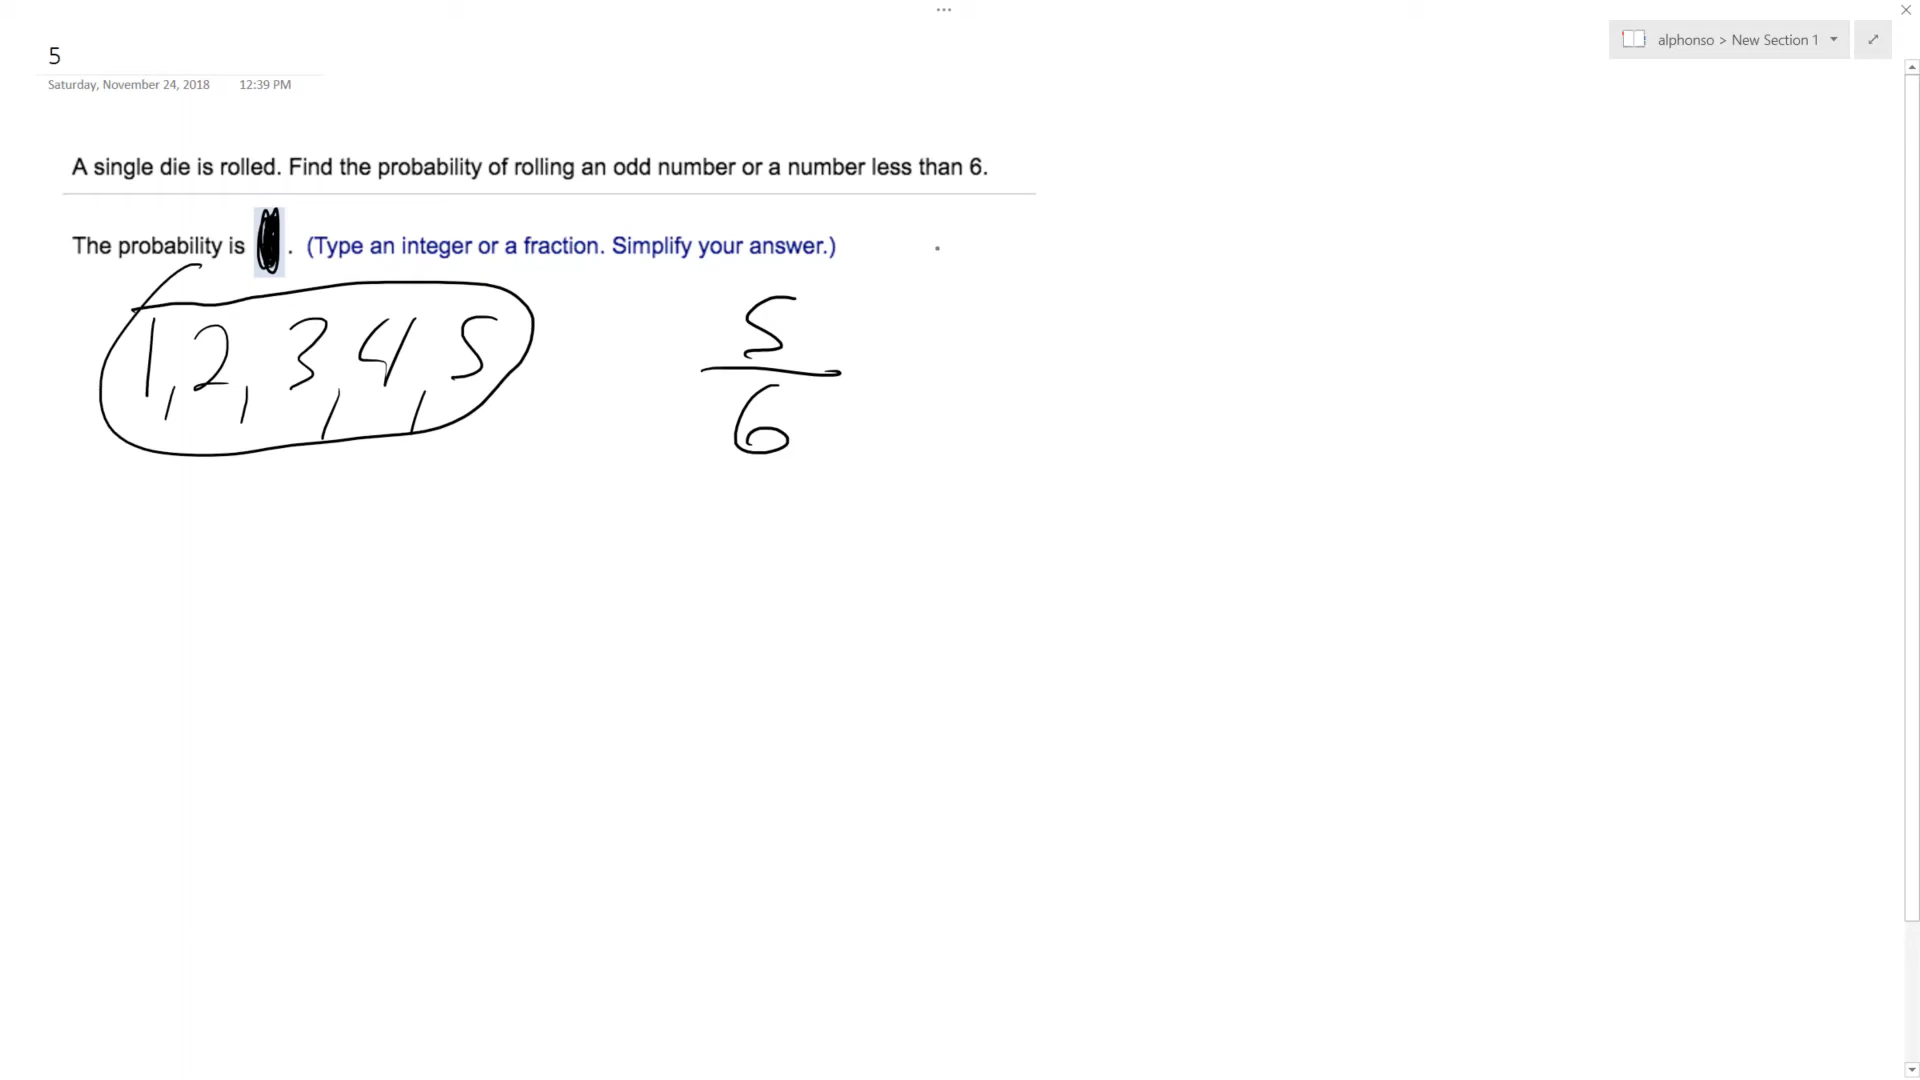 5
alphonso > New Section 1
Saturday, November 24, 2018 12:39 PM
A single die is rolled. Find the probability of rolling an odd number or a number less than 6.
The probability is . (Type an integer or a fraction. Simplify your answer.)
1, 2, 3, 4, 5
5
6